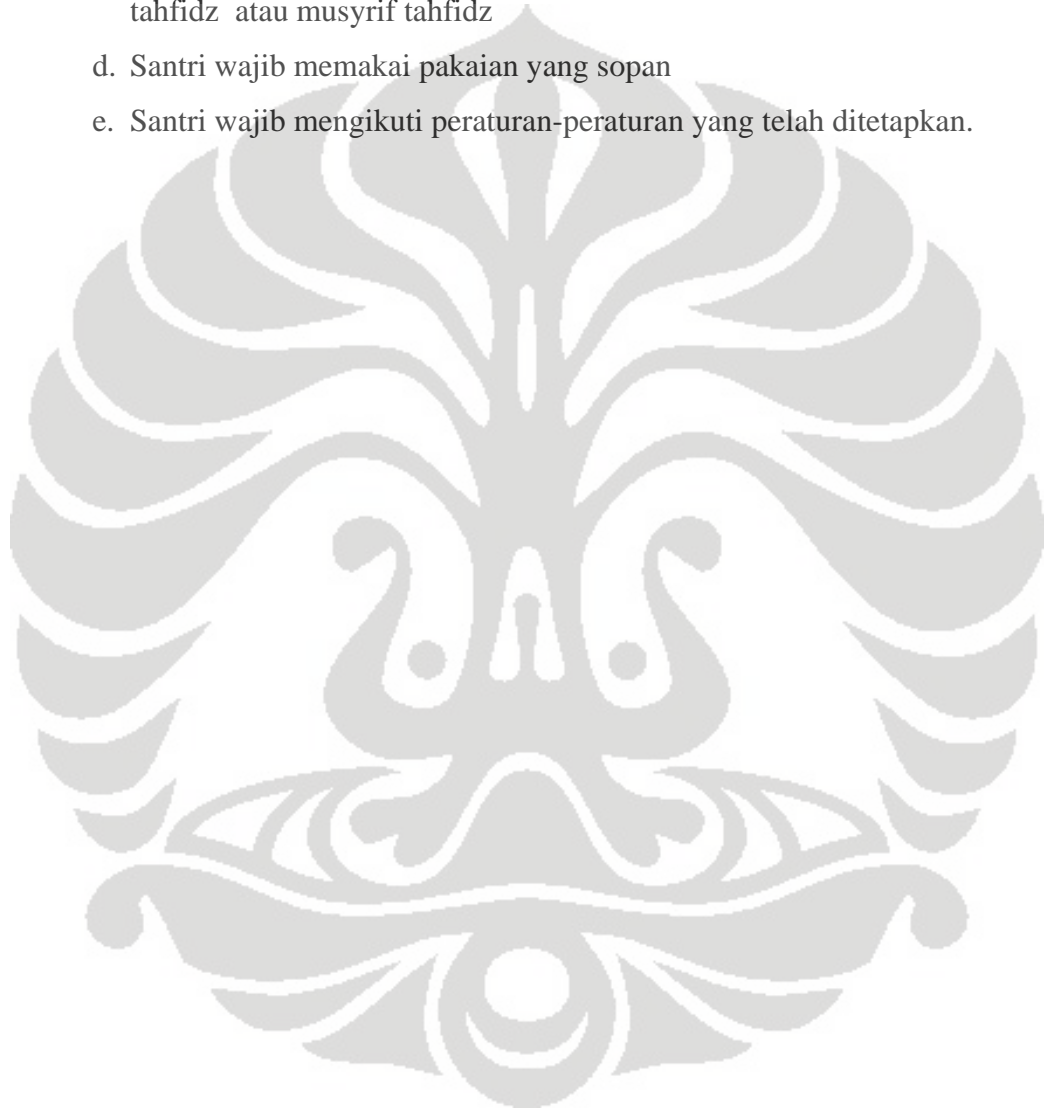 tahfidz atau musyrif tahfidz
d. Santri wajib memakai pakaian yang sopan
e. Santri wajib mengikuti peraturan-peraturan yang telah ditetapkan.